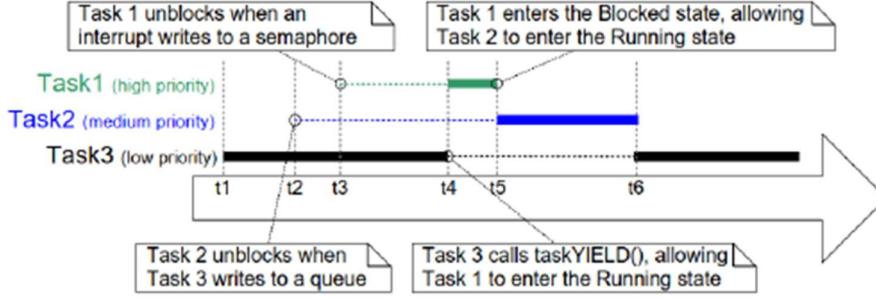 Task 1 unblocks when an
interrupt writes to a semaphore
Task 1 enters the Blocked state, allowing
Task 2 to enter the Running state
Task1 (high priority)
Task2 (medium priority)
Task3 (low priority)
t1 t2 t3 t4 t5 t6
Task 2 unblocks when
Task 3 writes to a queue
Task 3 calls taskYIELD(), allowing
Task 1 to enter the Running state